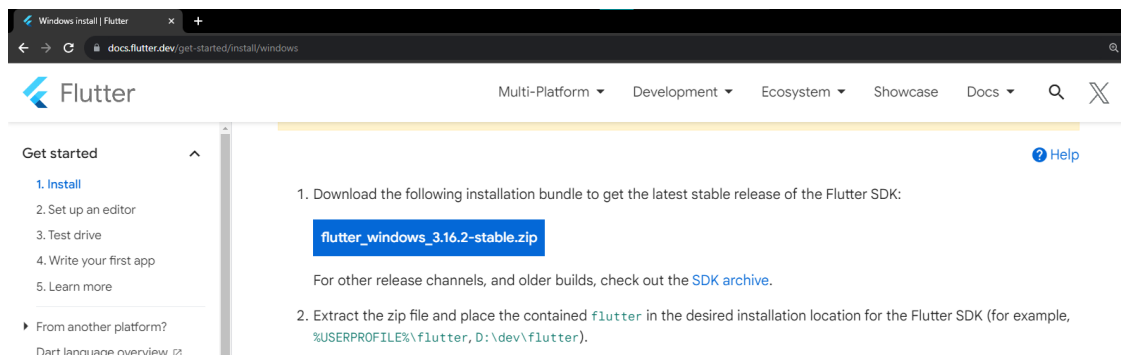 Windows install | Flutter
docs.flutter.dev/get-started/install/windows
Flutter
Multi-Platform
Development
Ecosystem
Showcase
Docs
Get started
1. Install
2. Set up an editor
3. Test drive
4. Write your first app
5. Learn more
From another platform?
Dart language overview
Help
1. Download the following installation bundle to get the latest stable release of the Flutter SDK:
flutter_windows_3.16.2-stable.zip
For other release channels, and older builds, check out the SDK archive.
2. Extract the zip file and place the contained flutter in the desired installation location for the Flutter SDK (for example,
%USERPROFILE%\flutter, D:\dev\flutter).